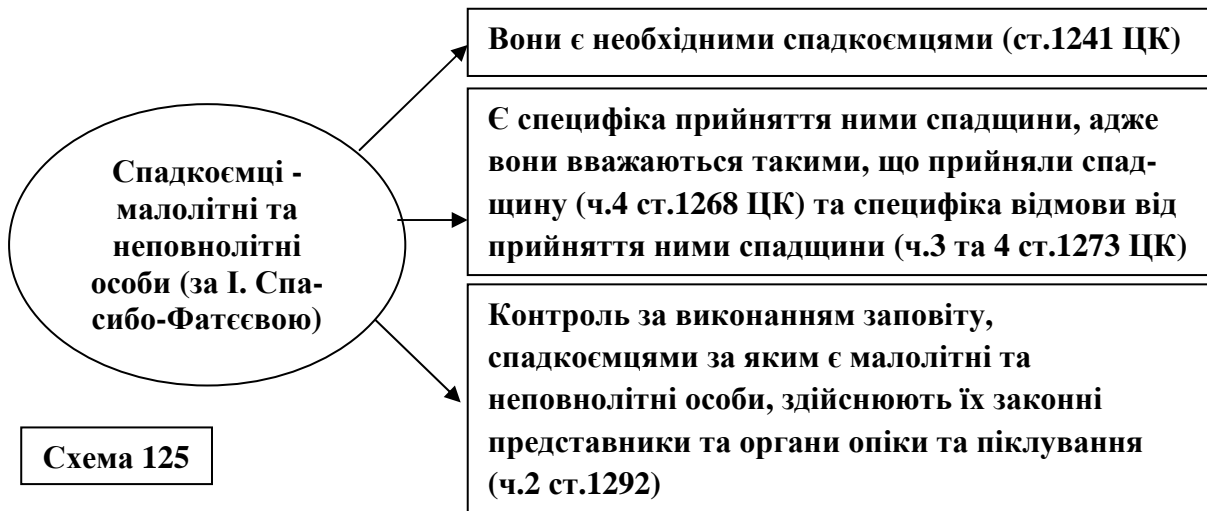 Вони є необхідними спадкоємцями (ст.1241 ЦК)
Є специфіка прийняття ними спадщини, адже
вони вважаються такими, що прийняли спад-
щину (ч.4 ст.1268 ЦК) та специфіка відмови від
прийняття ними спадщини (ч.3 та 4 ст.1273 ЦК)
Спадкоємці -
малолітні та
неповнолітні
особи (за І. Спа-
сибо-Фатєєвою)
Контроль за виконанням заповіту,
спадкоємцями за яким є малолітні та
неповнолітні особи, здійснюють їх законні
представники та органи опіки та піклування
(ч.2 ст.1292)
Схема 125